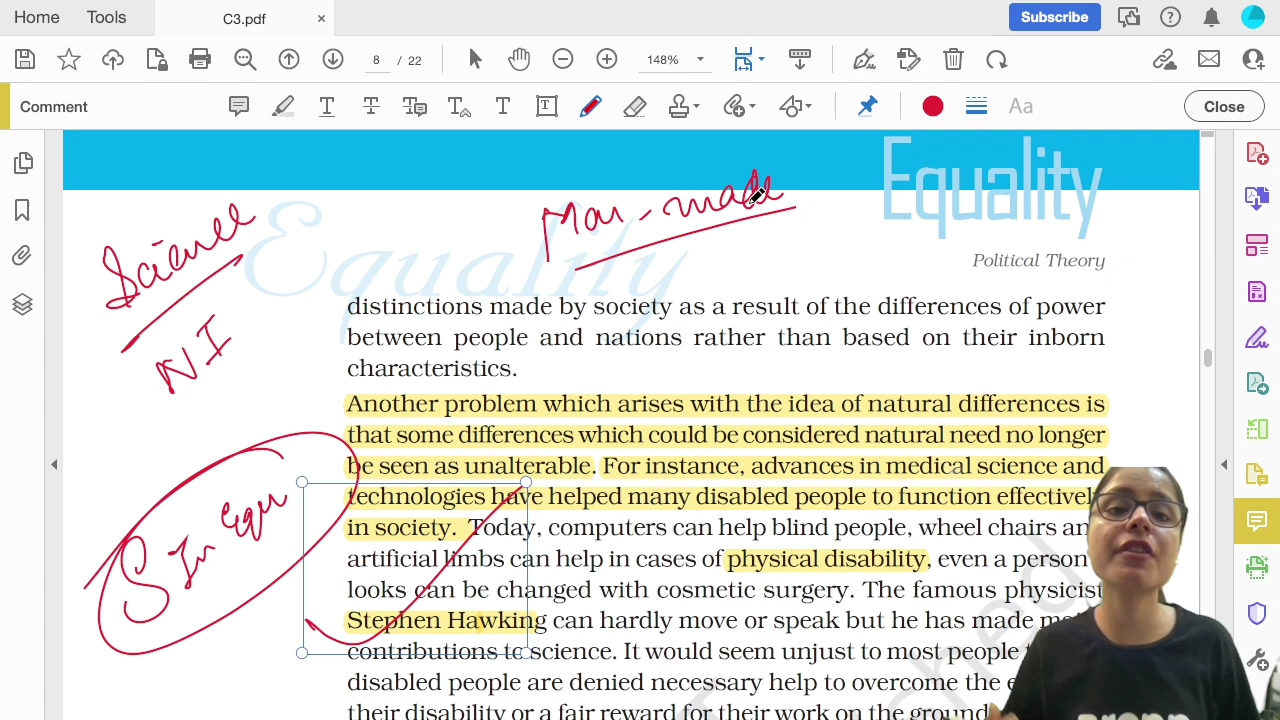 Home Tools C3.pdf × Subscribe
8 / 22 148%
Comment Aa Close
Equality
Equality
Man-made
Science
NI
S In Equ
Political Theory
distinctions made by society as a result of the differences of power
between people and nations rather than based on their inborn
characteristics.
Another problem which arises with the idea of natural differences is
that some differences which could be considered natural need no longer
be seen as unalterable. For instance, advances in medical science and
technologies have helped many disabled people to function effectively
in society. Today, computers can help blind people, wheel chairs an
artificial limbs can help in cases of physical disability, even a person
looks can be changed with cosmetic surgery. The famous physicist
Stephen Hawking can hardly move or speak but he has made m
contributions to science. It would seem unjust to most people
disabled people are denied necessary help to overcome the e
their disability or a fair reward for their work on the ground